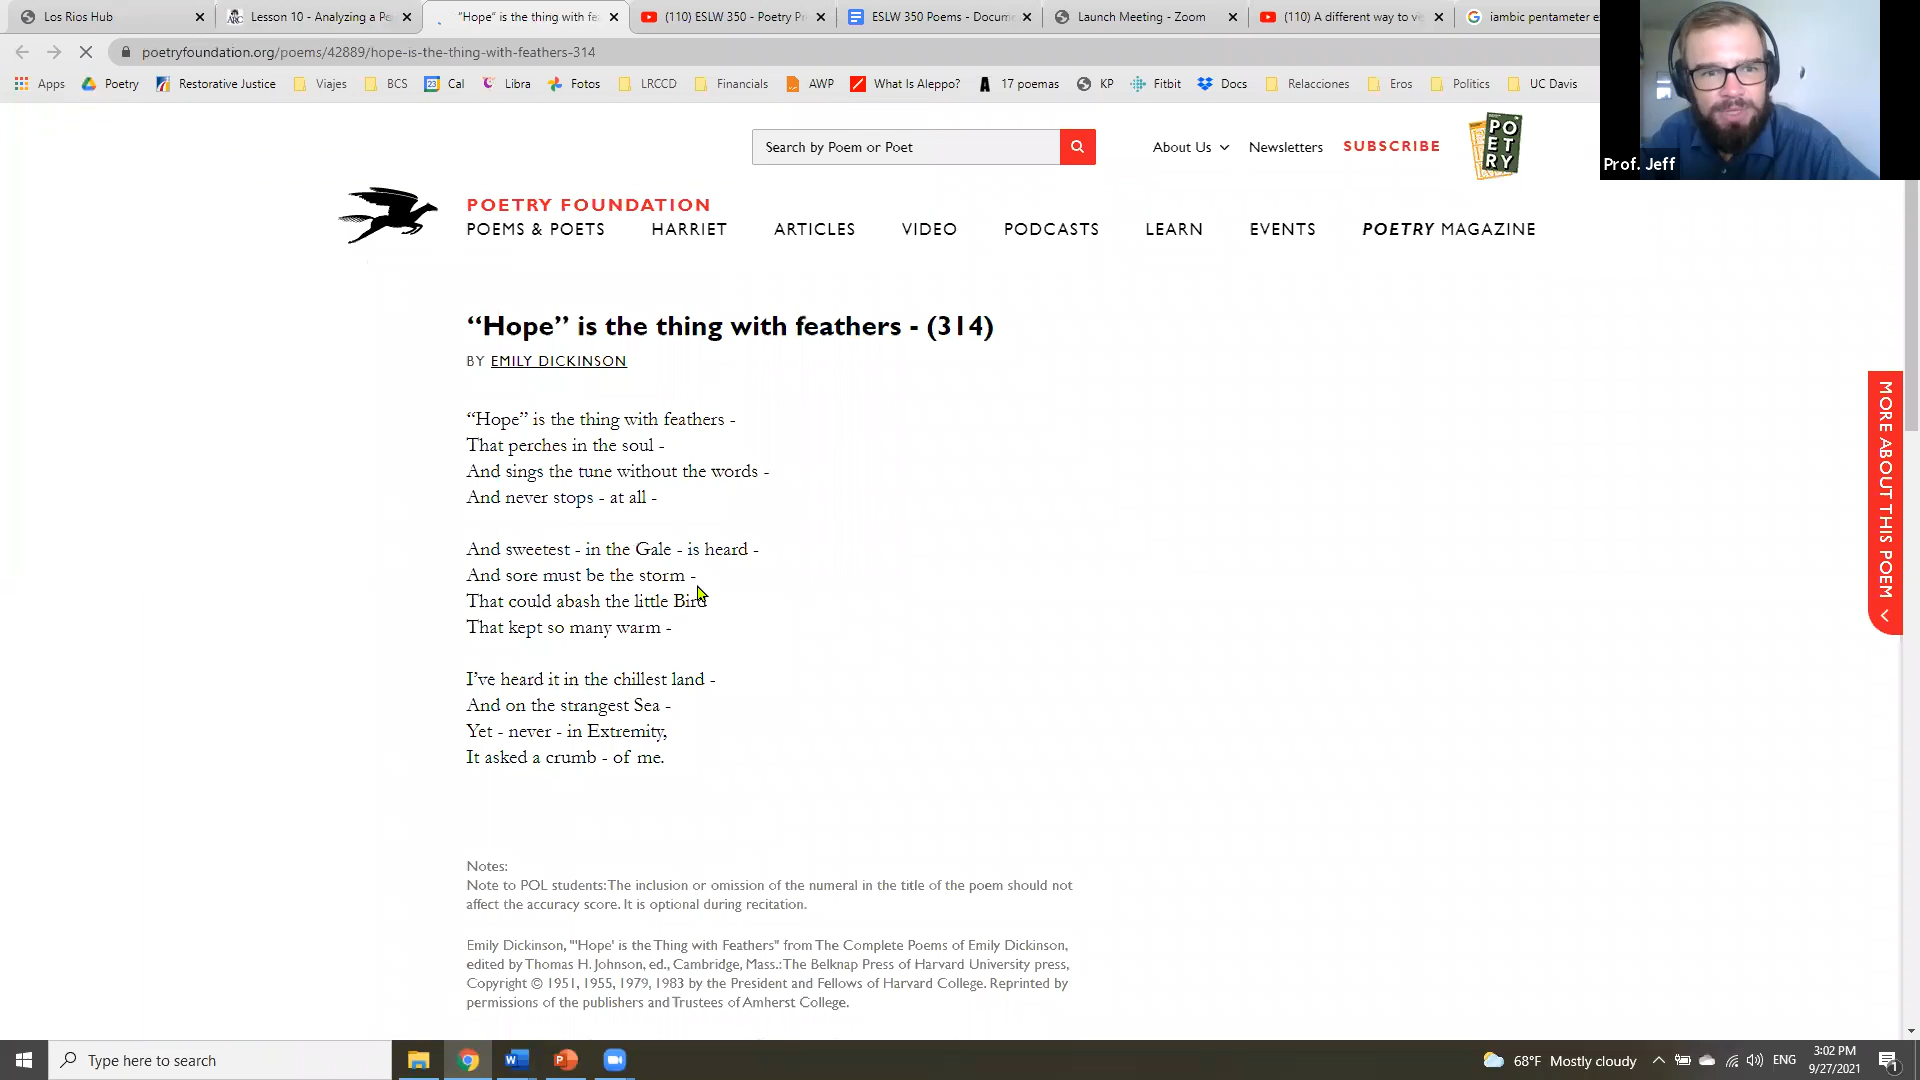 Los Rios Hub
Lesson 10 - Analyzing a Pe
"Hope" is the thing with fe
(110) ESLW 350 - Poetry Pr
ESLW 350 Poems - Docum
Launch Meeting - Zoom
(110) A different way to v
iambic pentameter e
poetryfoundation.org/poems/42889/hope-is-the-thing-with-feathers-314
Apps Poetry Restorative Justice Viajes BCS Cal Libra Fotos LRCCD Financials AWP What Is Aleppo? 17 poemas KP Fitbit Docs Relacciones Eros Politics UC Davis
Prof. Jeff
Search by Poem or Poet
About Us Newsletters SUBSCRIBE
POETRY
POETRY FOUNDATION
POEMS & POETS HARRIET ARTICLES VIDEO PODCASTS LEARN EVENTS POETRY MAGAZINE
“Hope” is the thing with feathers - (314)
BY EMILY DICKINSON
“Hope” is the thing with feathers -
That perches in the soul -
And sings the tune without the words -
And never stops - at all -
And sweetest - in the Gale - is heard -
And sore must be the storm -
That could abash the little Bird
That kept so many warm -
I’ve heard it in the chillest land -
And on the strangest Sea -
Yet - never - in Extremity,
It asked a crumb - of me.
MORE ABOUT THIS POEM
Notes:
Note to POL students: The inclusion or omission of the numeral in the title of the poem should not
affect the accuracy score. It is optional during recitation.
Emily Dickinson, "'Hope' is the Thing with Feathers" from The Complete Poems of Emily Dickinson,
edited by Thomas H. Johnson, ed., Cambridge, Mass.: The Belknap Press of Harvard University press,
Copyright © 1951, 1955, 1979, 1983 by the President and Fellows of Harvard College. Reprinted by
permissions of the publishers and Trustees of Amherst College.
Type here to search
68°F Mostly cloudy
ENG
3:02 PM
9/27/2021